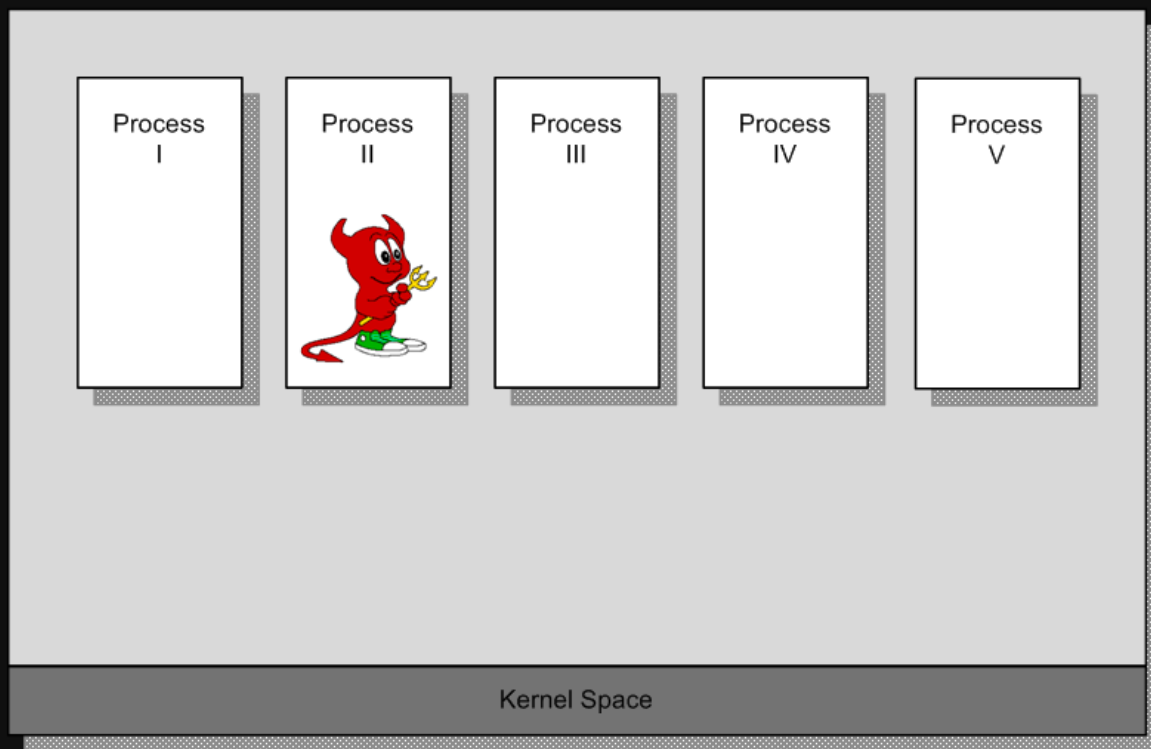 Process
I
Process
II
Process
III
Process
IV
Process
V
Kernel Space